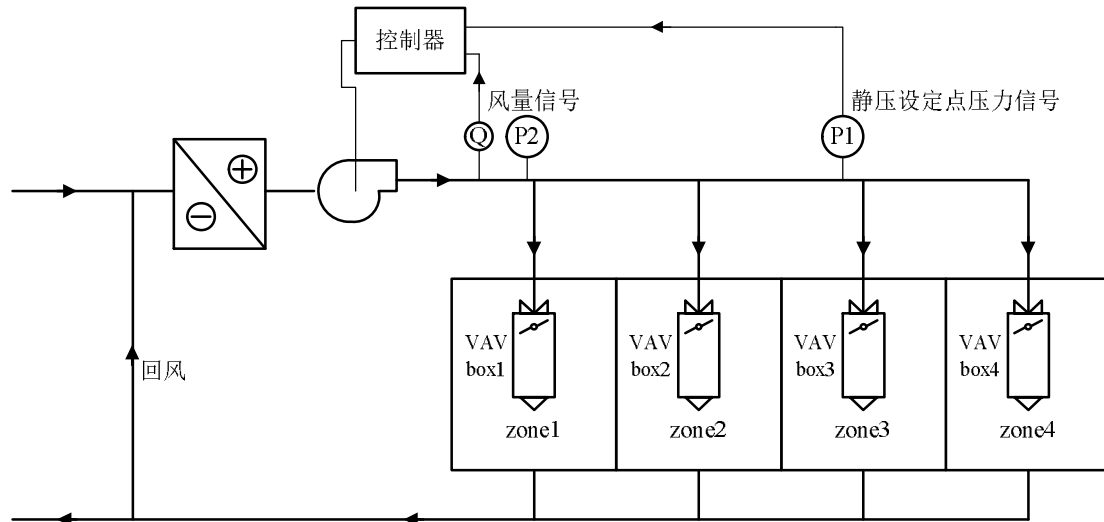 控制器
风量信号
静压设定点压力信号
Q
P2
P1
VAV
box1
VAV
box2
VAV
box3
VAV
box4
回风
zone1
zone2
zone3
zone4